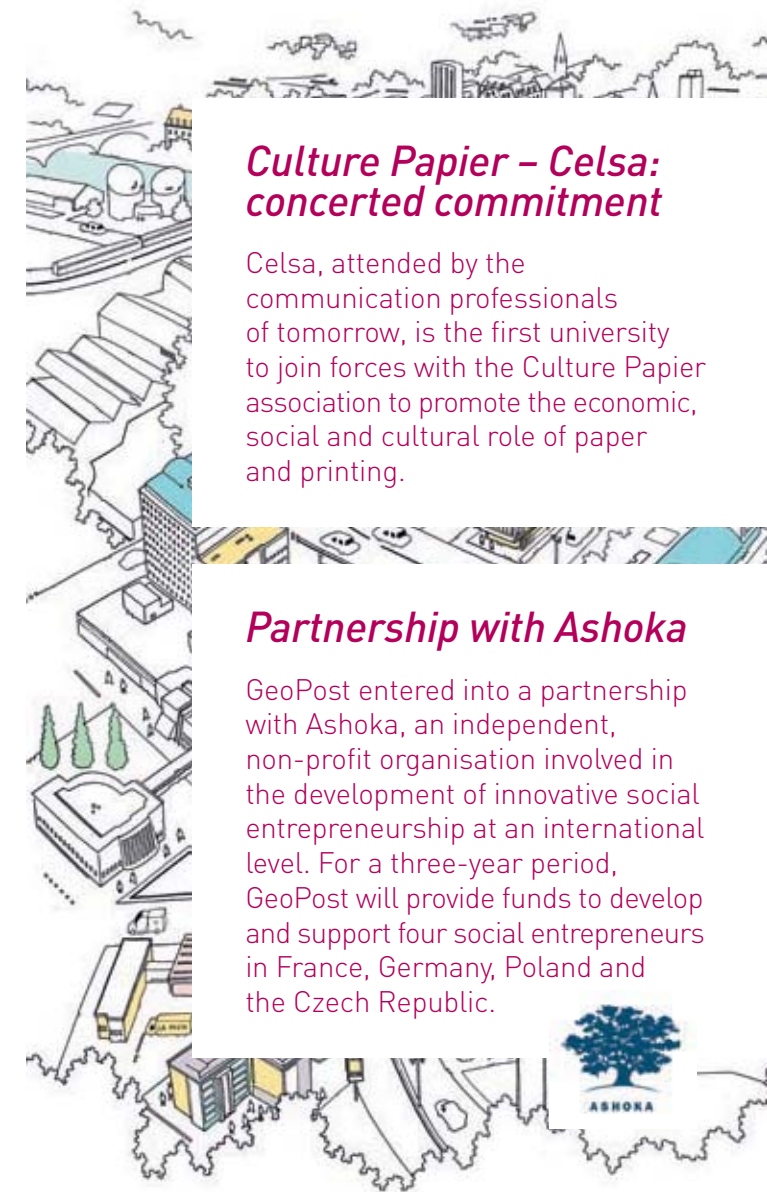 Culture Papier – Celsa:
concerted commitment
Celsa, attended by the
communication professionals
of tomorrow, is the first university
to join forces with the Culture Papier
association to promote the economic,
social and cultural role of paper
and printing.
Partnership with Ashoka
GeoPost entered into a partnership
with Ashoka, an independent,
non-profit organisation involved in
the development of innovative social
entrepreneurship at an international
level. For a three-year period,
GeoPost will provide funds to develop
and support four social entrepreneurs
in France, Germany, Poland and
the Czech Republic.
ASHOKA